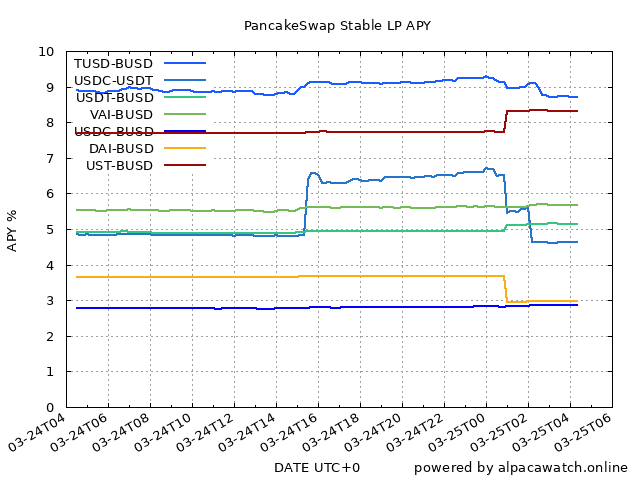 PancakeSwap Stable LP APY
TUSD-BUSD
USDC-USDT
USDT-BUSD
VAI-BUSD
USDC-BUSD
DAI-BUSD
UST-BUSD
APY %
10
9
8
7
6
5
4
3
2
1
0
03-24T04
03-24T06
03-24T08
03-24T10
03-24T12
03-24T14
03-24T16
03-24T18
03-24T20
03-24T22
03-25T00
03-25T02
03-25T04
03-25T06
DATE UTC+0
powered by alpacawatch.online